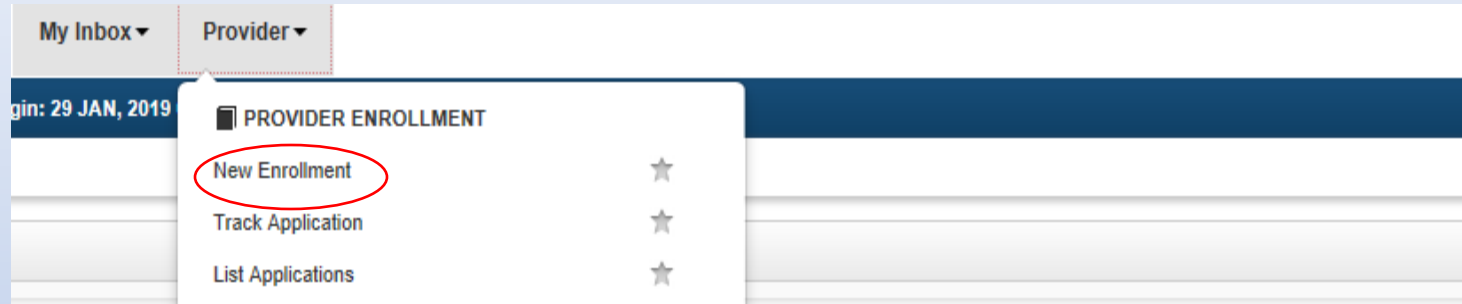 My Inbox Provider
gin: 29 JAN, 2019
PROVIDER ENROLLMENT
New Enrollment
Track Application
List Applications